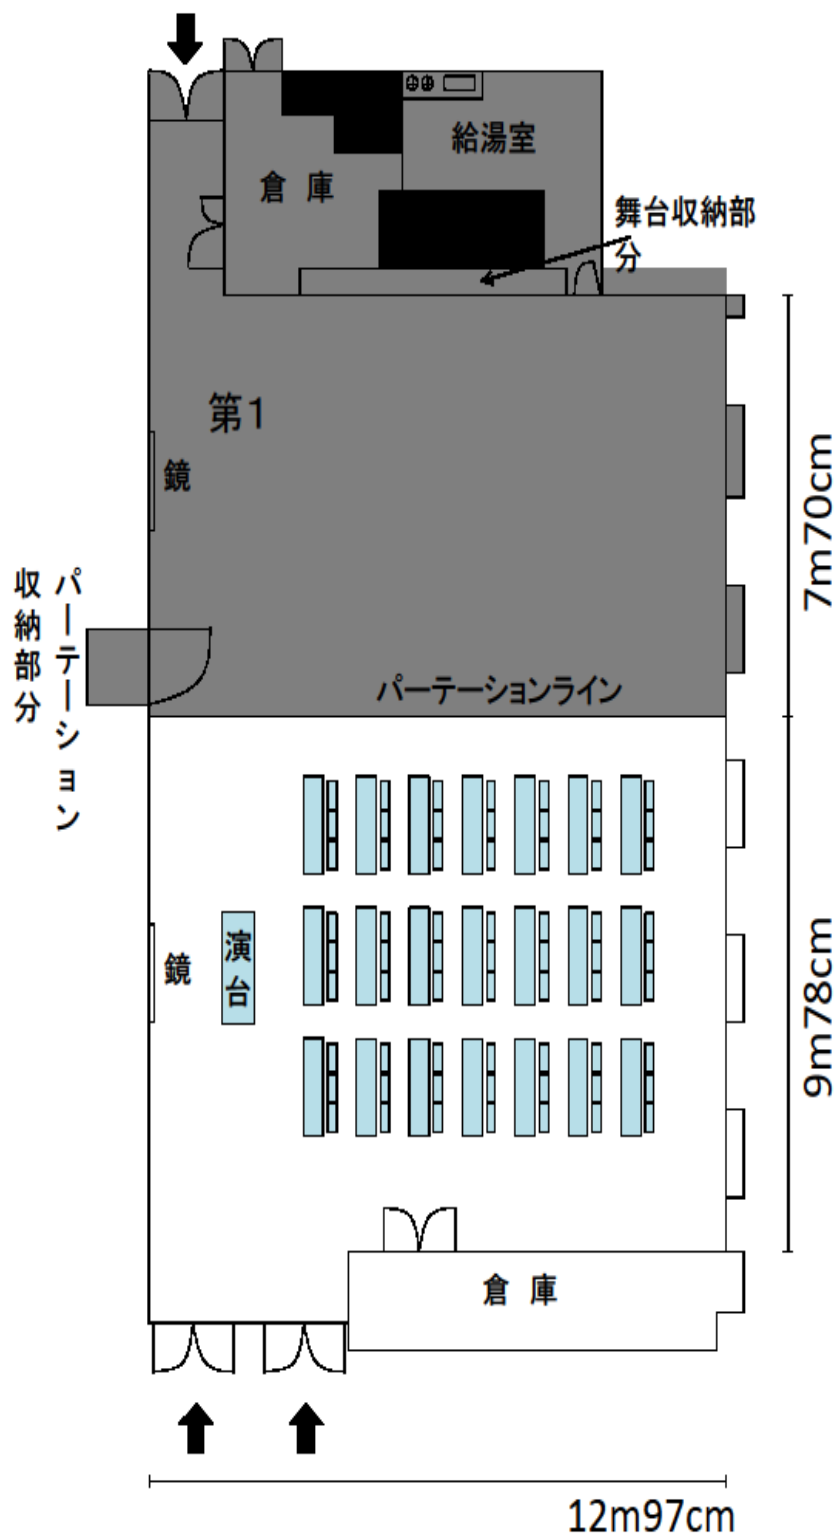 給湯室
倉 庫
舞台収納部
分
第１
鏡
7m70cm
パーテーション
収納部分
パーテーションライン
鏡
演
台
9m78cm
倉 庫
12m97cm